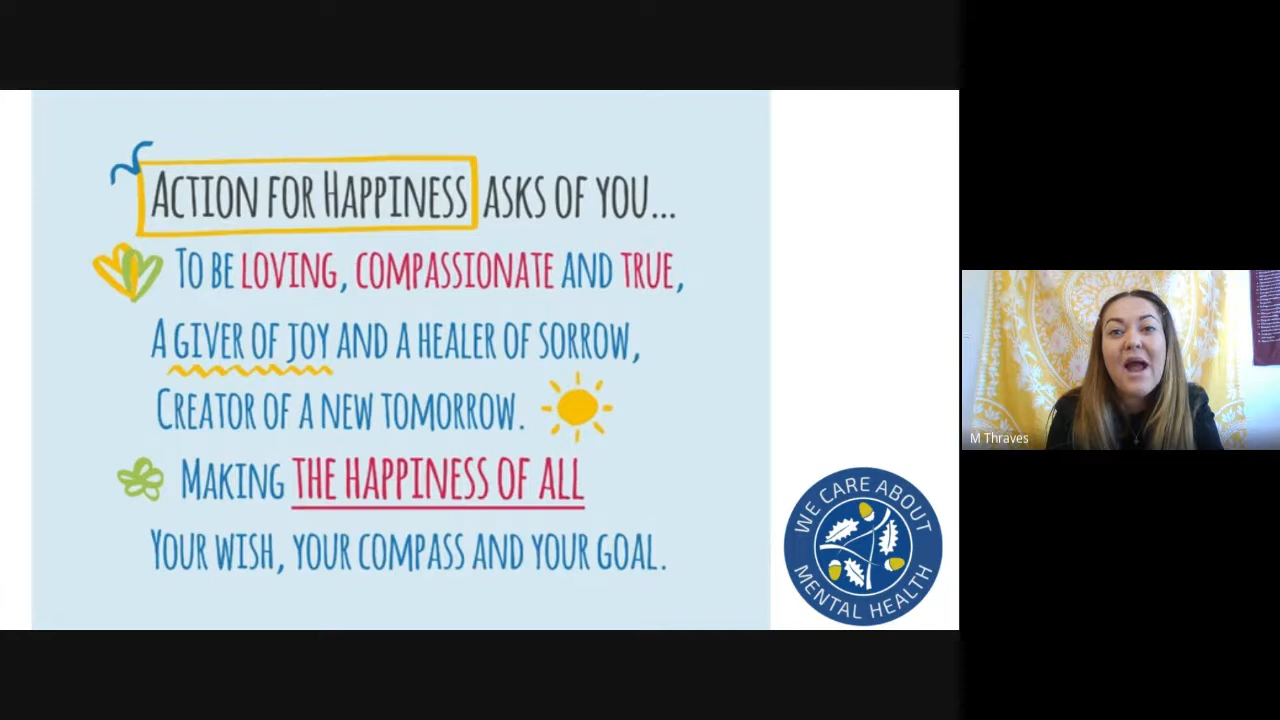 ACTION FOR HAPPINESS ASKS OF YOU...
TO BE LOVING, COMPASSIONATE AND TRUE,
A GIVER OF JOY AND A HEALER OF SORROW,
CREATOR OF A NEW TOMORROW.
MAKING THE HAPPINESS OF ALL
YOUR WISH, YOUR COMPASS AND YOUR GOAL.
WE CARE ABOUT
MENTAL HEALTH
M Thraves